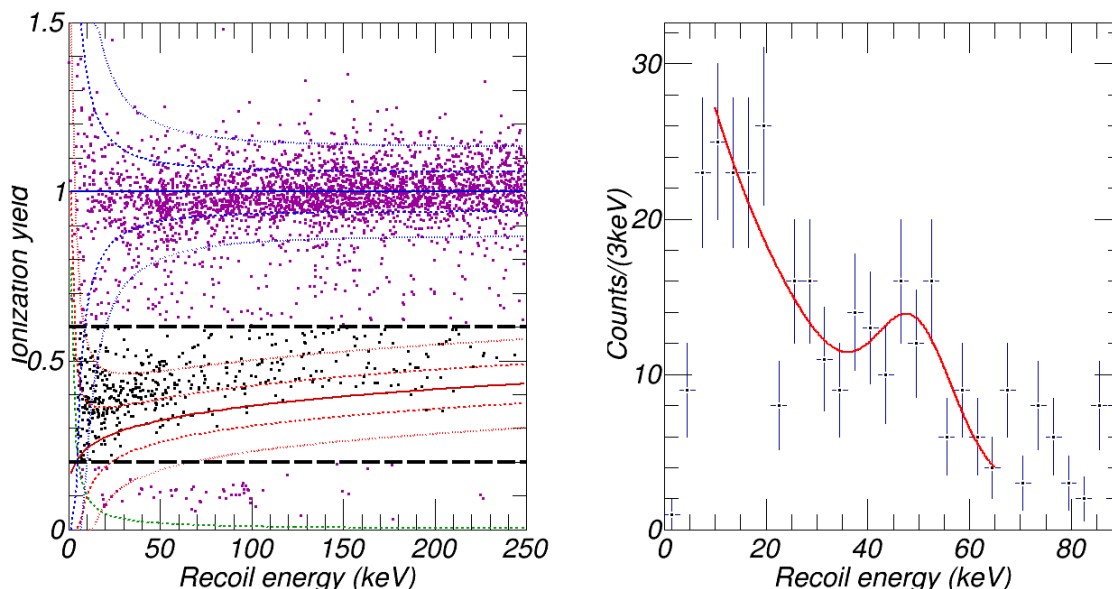 1.5
1
0.5
0
Ionization yield
0 50 100 150 200 250
Recoil energy (keV)
30
20
10
0
Counts/(3keV)
0 20 40 60 80
Recoil energy (keV)